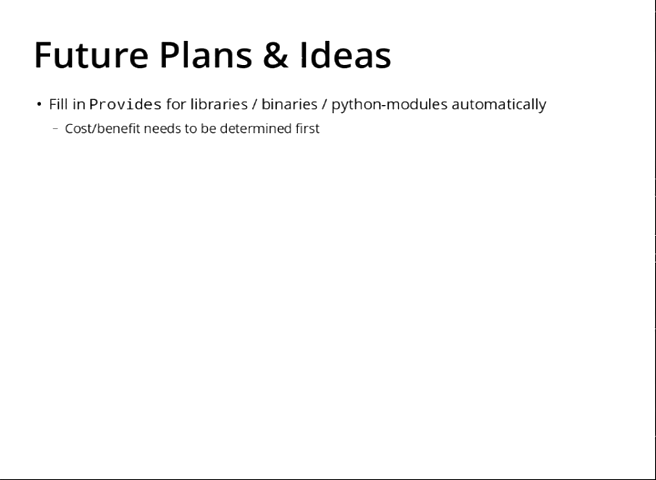 Future Plans & Ideas
• Fill in Provides for libraries / binaries / python-modules automatically
– Cost/benefit needs to be determined first